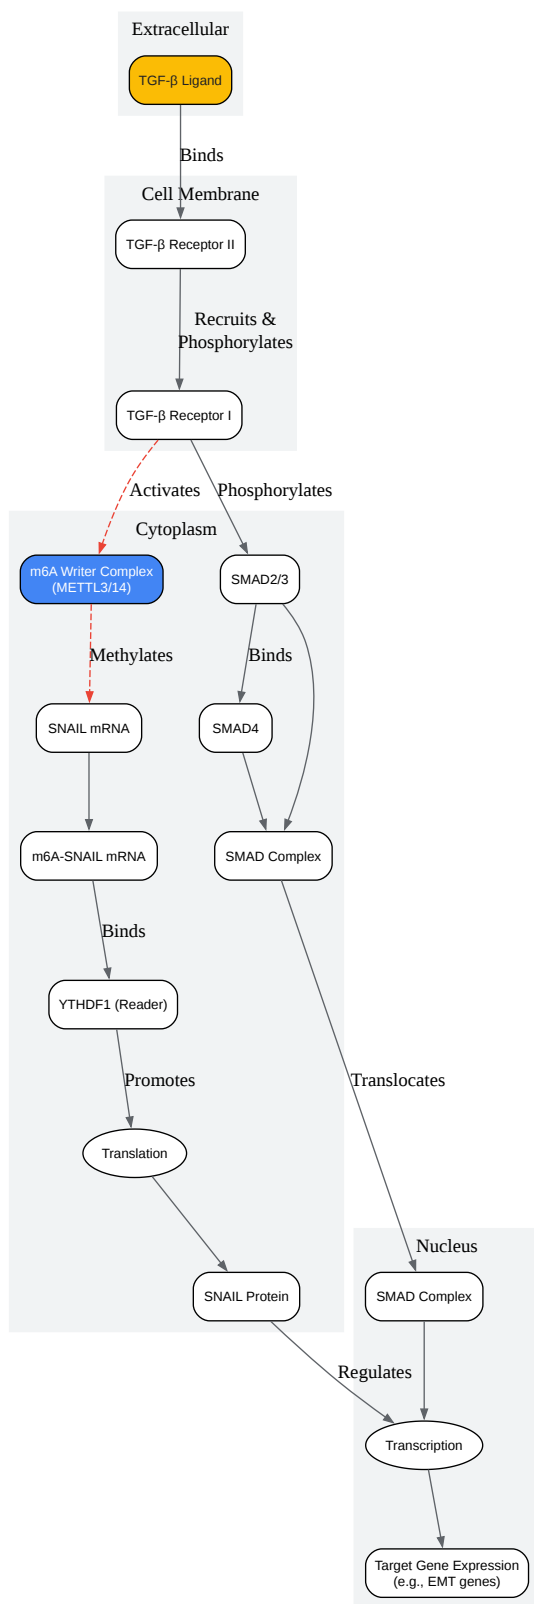 Extracellular
TGF-β Ligand
Binds
Cell Membrane
TGF-β Receptor II
Recruits &
Phosphorylates
TGF-β Receptor I
Activates
Phosphorylates
Cytoplasm
m6A Writer Complex
(METTL3/14)
SMAD2/3
Methylates
Binds
SNAIL mRNA
SMAD4
m6A-SNAIL mRNA
SMAD Complex
Binds
YTHDF1 (Reader)
Promotes
Translocates
Translation
Nucleus
SNAIL Protein
SMAD Complex
Regulates
Transcription
Target Gene Expression
(e.g., EMT genes)